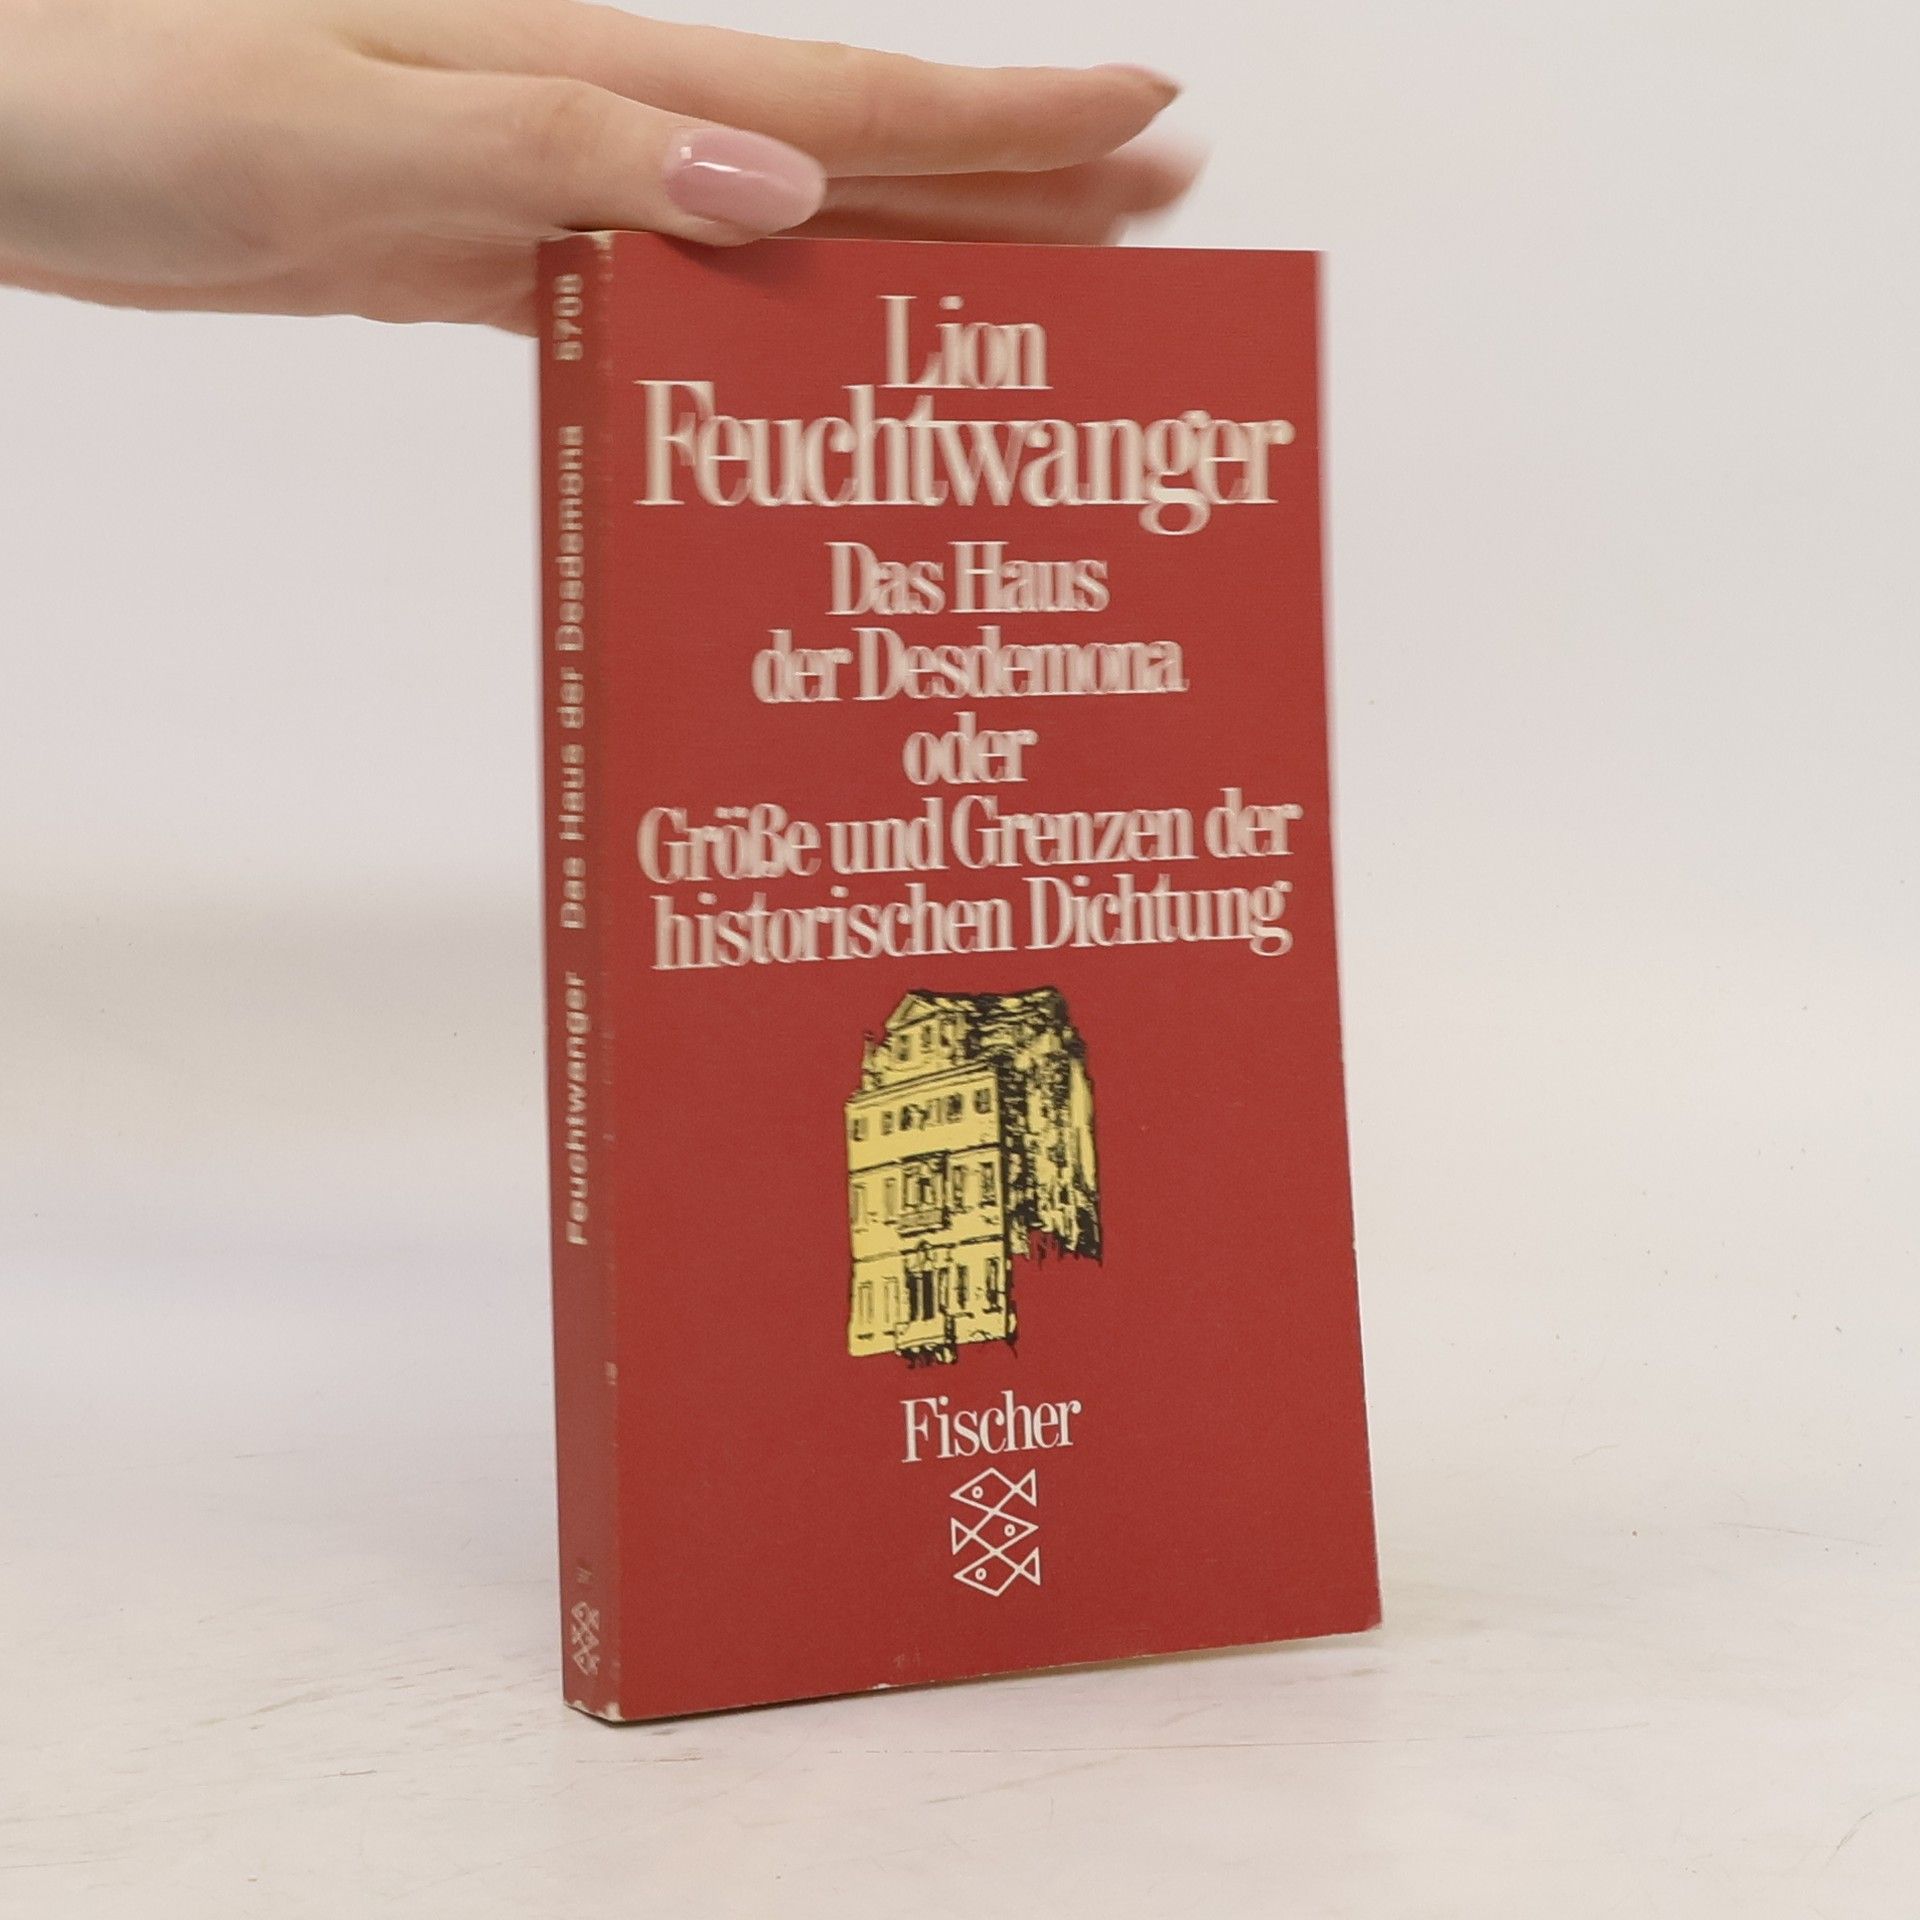 Lion
Feuchtwanger
Das Haus
der Desdemona
oder
Größe und Grenzen der
historischen Dichtung
Fischer
Feuchtwanger Das Haus der Desdemona 5708